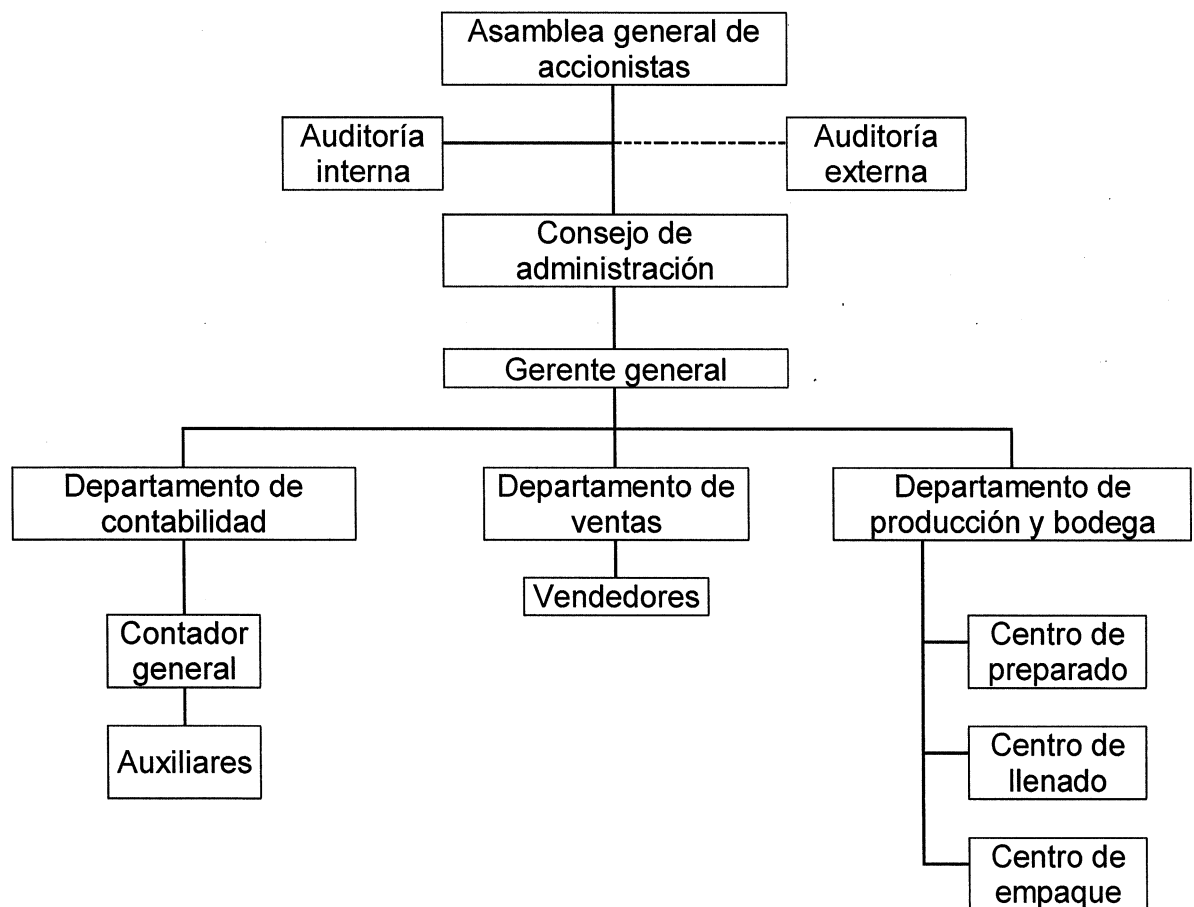 Asamblea general de
accionistas
Auditoría
interna
Auditoría
externa
Consejo de
administración
Gerente general
Departamento de
contabilidad
Departamento de
ventas
Departamento de
producción y bodega
Vendedores
Contador
general
Centro de
preparado
Auxiliares
Centro de
llenado
Centro de
empaque